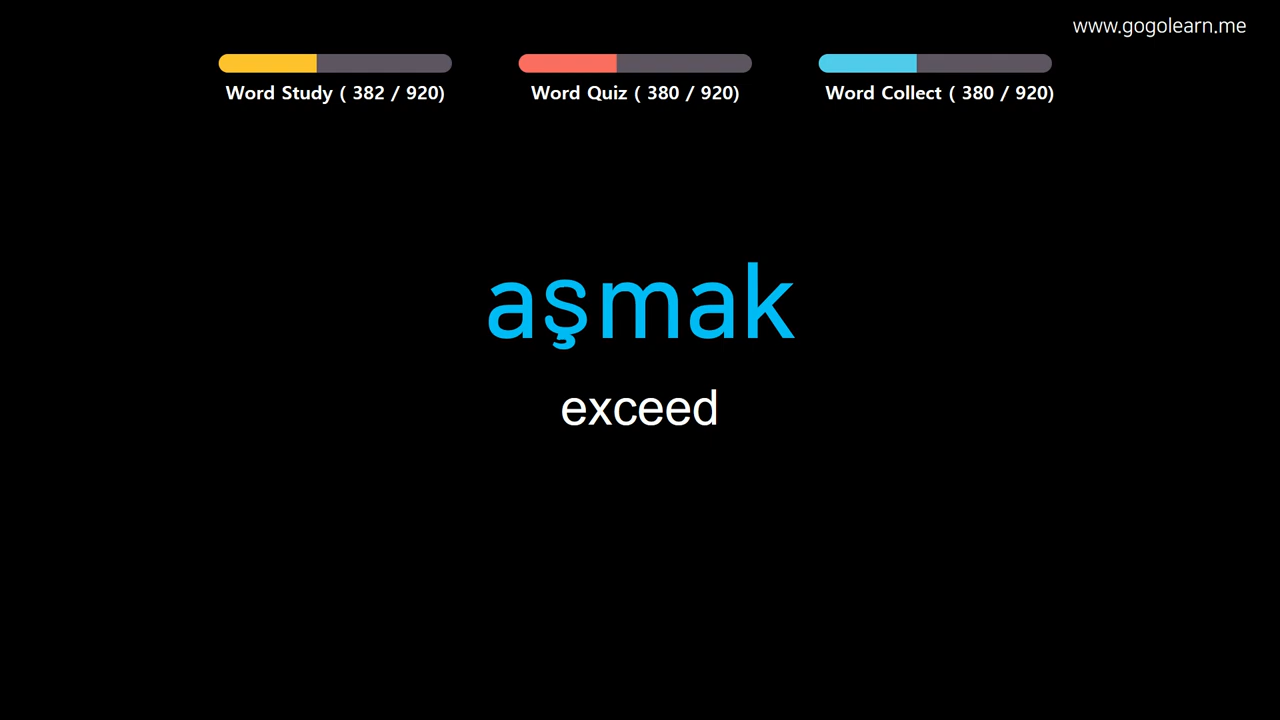 www.gogolearn.me
Word Study ( 382 / 920)
Word Quiz ( 380 / 920)
Word Collect ( 380 / 920)
aşmak
exceed